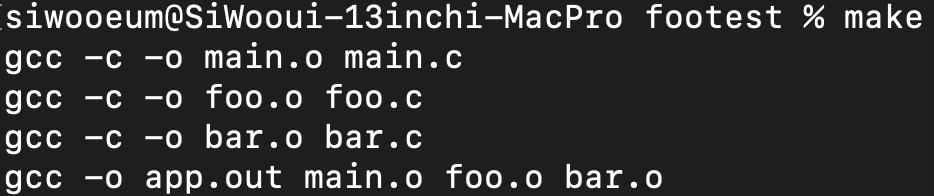 siwooeum@SiWooui-13inchi-MacPro footest % make
gcc -c -o main.o main.c
gcc -c -o foo.o foo.c
gcc -c -o bar.o bar.c
gcc -o app.out main.o foo.o bar.o